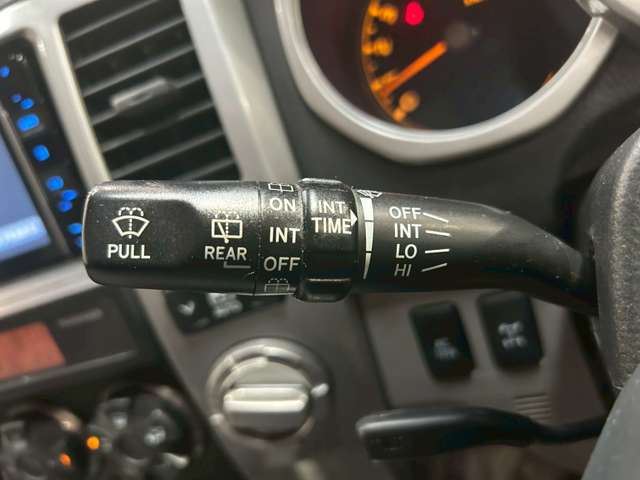 PULL
REAR
ON
INT
OFF
INT
TIME
OFF
INT
LO
HI